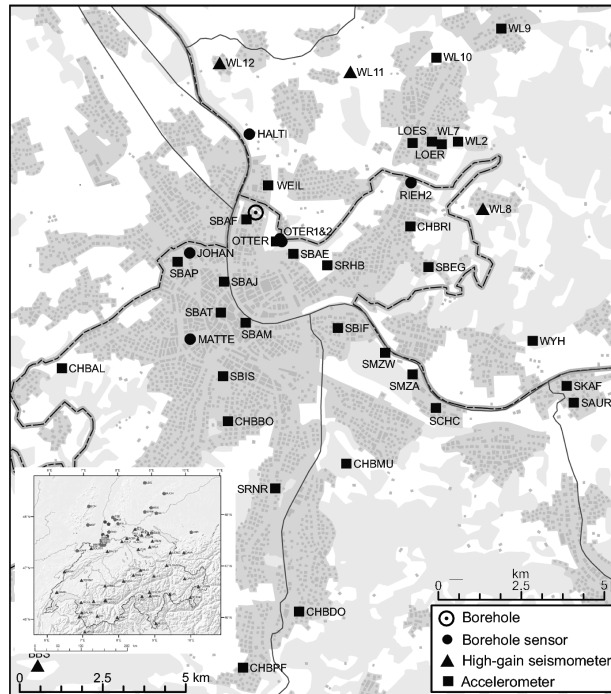 WL9
WL12
WL10
WL11
HALTI
LOES
WL7
WL2
LOER
WEIL
RIEH2
WL8
SBAF
OTER1&2
CHBRI
OTTER
JOHAN
SBAE
SBAP
SRHB
SBEG
SBAJ
SBAT
SBAM
SBIF
MATTE
WYH
SMZW
CHBAL
SBIS
SMZA
SKAF
SAUR
SCHC
CHBBO
CHBMU
SRNR
km
0 2.5 5
CHBDO
Borehole
Borehole sensor
High-gain seismometer
CHBPF
Accelerometer
0 2.5 5 km